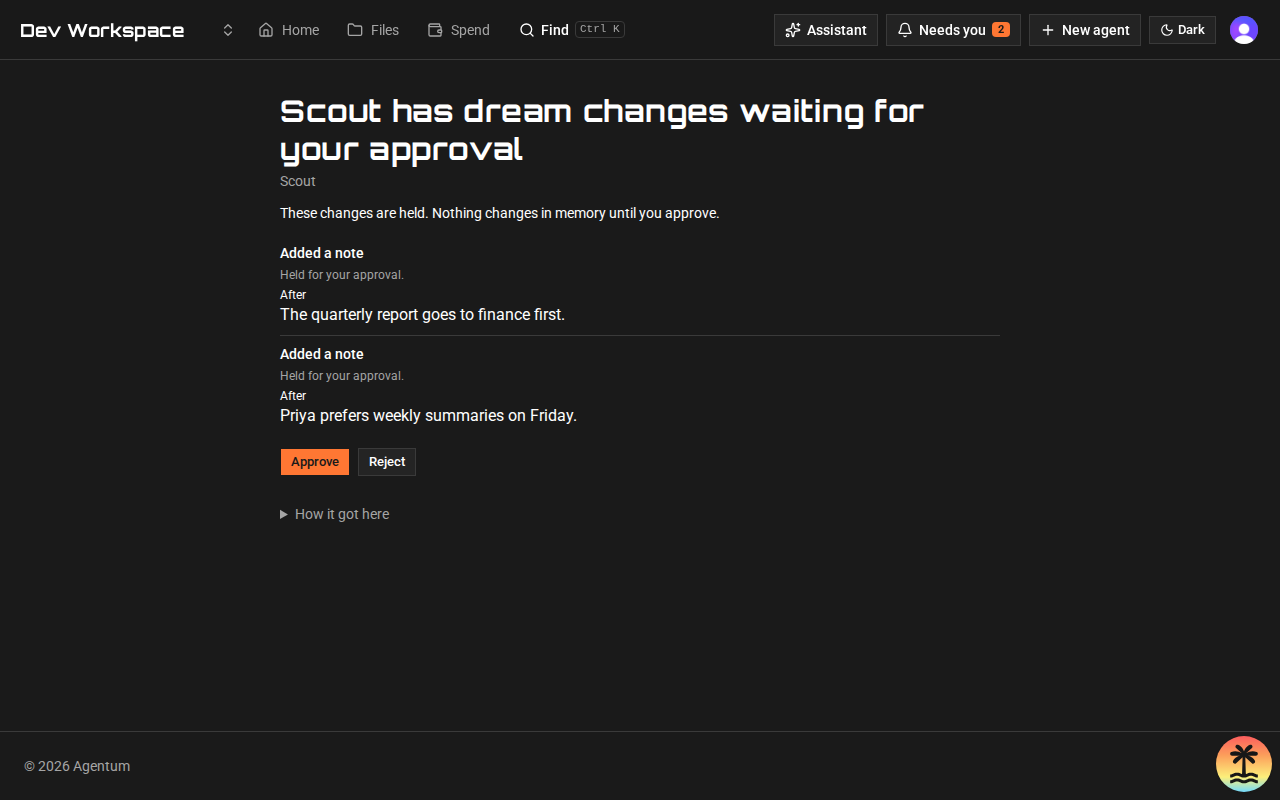 Dev Workspace
Home
Files
Spend
Find Ctrl K
Assistant
Needs you 2
New agent
Dark
Scout has dream changes waiting for
your approval
Scout
These changes are held. Nothing changes in memory until you approve.
Added a note
Held for your approval.
After
The quarterly report goes to finance first.
Added a note
Held for your approval.
After
Priya prefers weekly summaries on Friday.
Approve
Reject
How it got here
© 2026 Agentum